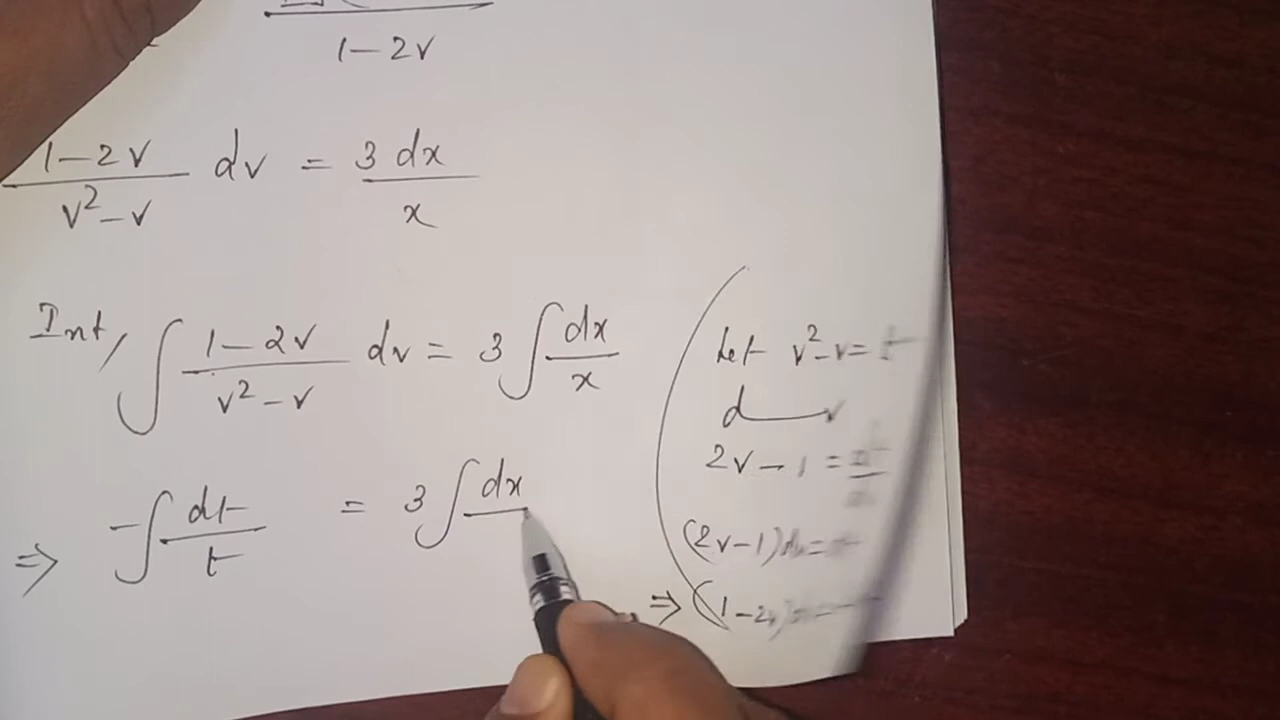 1-2v
1-2v/v²-v dv = 3 dx/x
Int, ∫ 1-2v/v²-v dv = 3 ∫ dx/x
⇒ -∫ dt/t = 3 ∫ dx
Let v²-v = t
d v
2v-1 =
(2v-1)dv =
⇒ (1-2v)